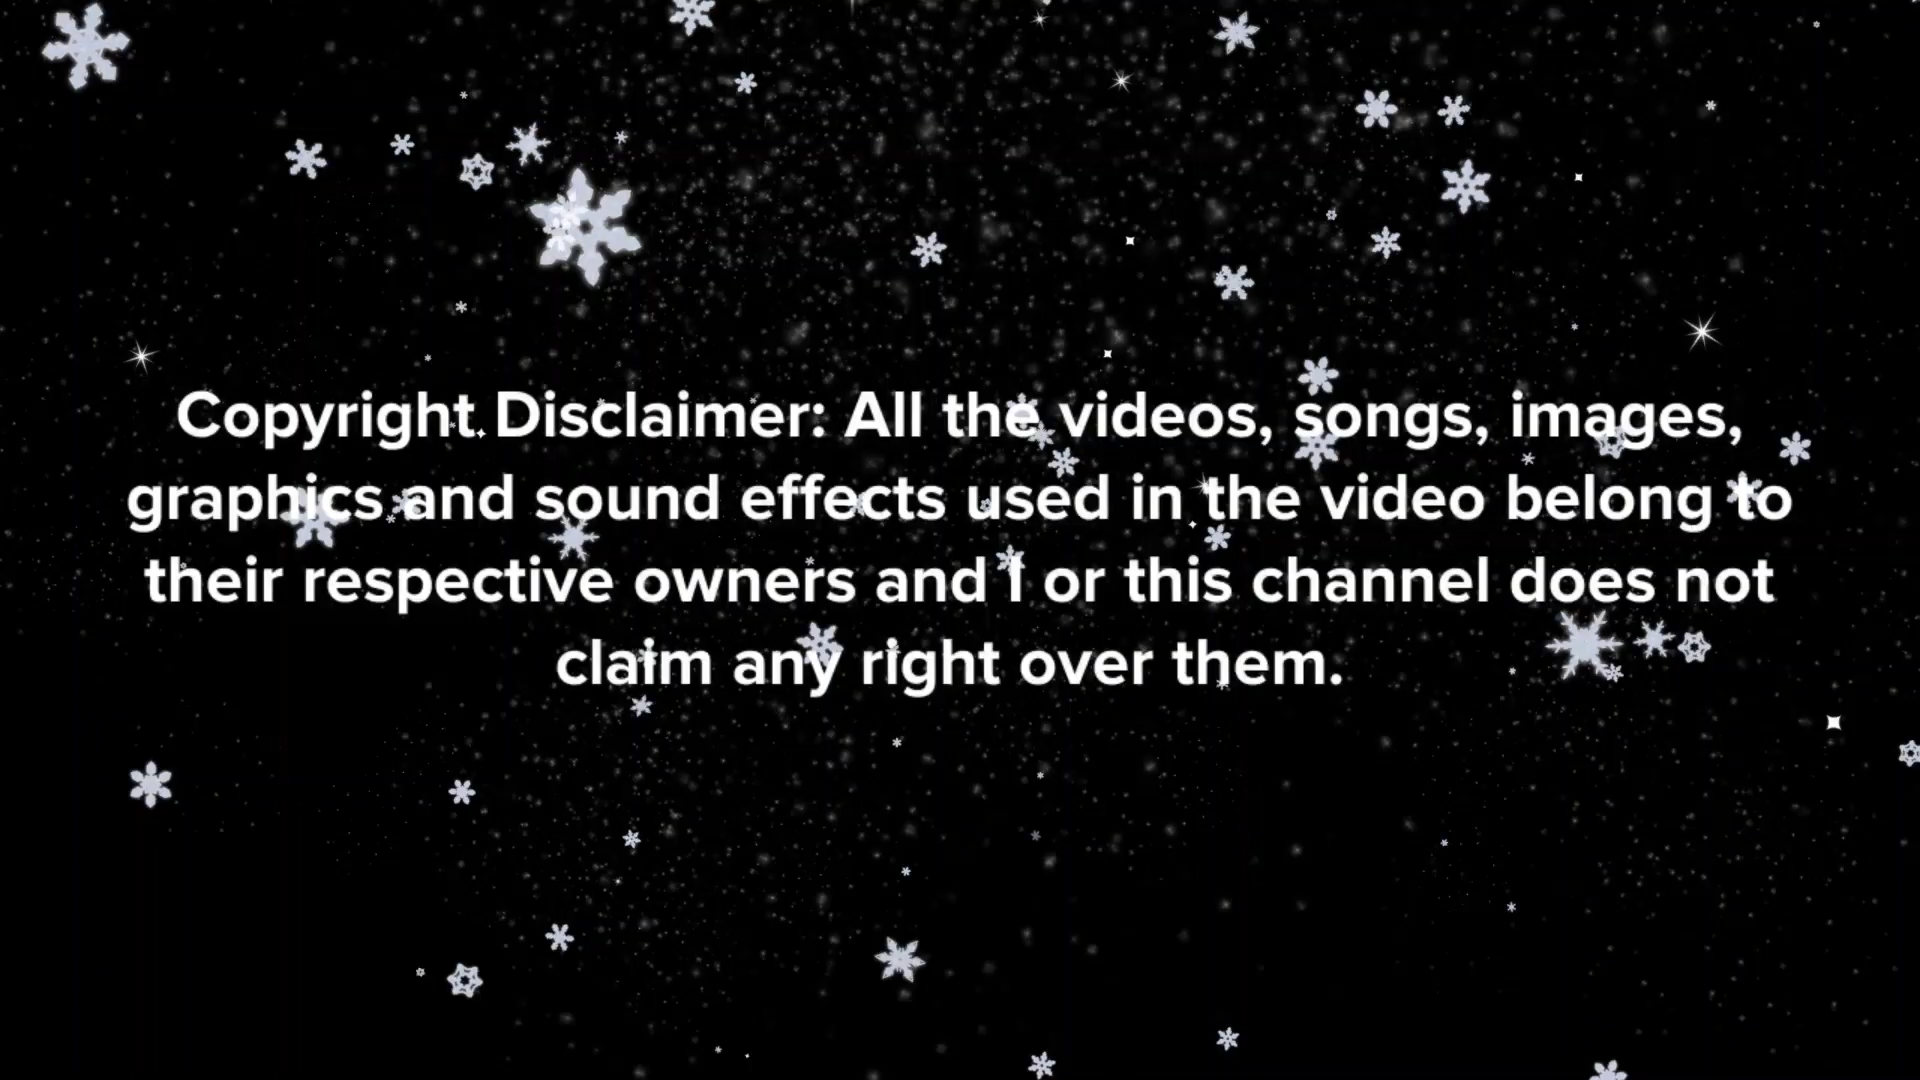 Copyright Disclaimer: All the videos, songs, images,
graphics and sound effects used in the video belong to
their respective owners and I or this channel does not
claim any right over them.